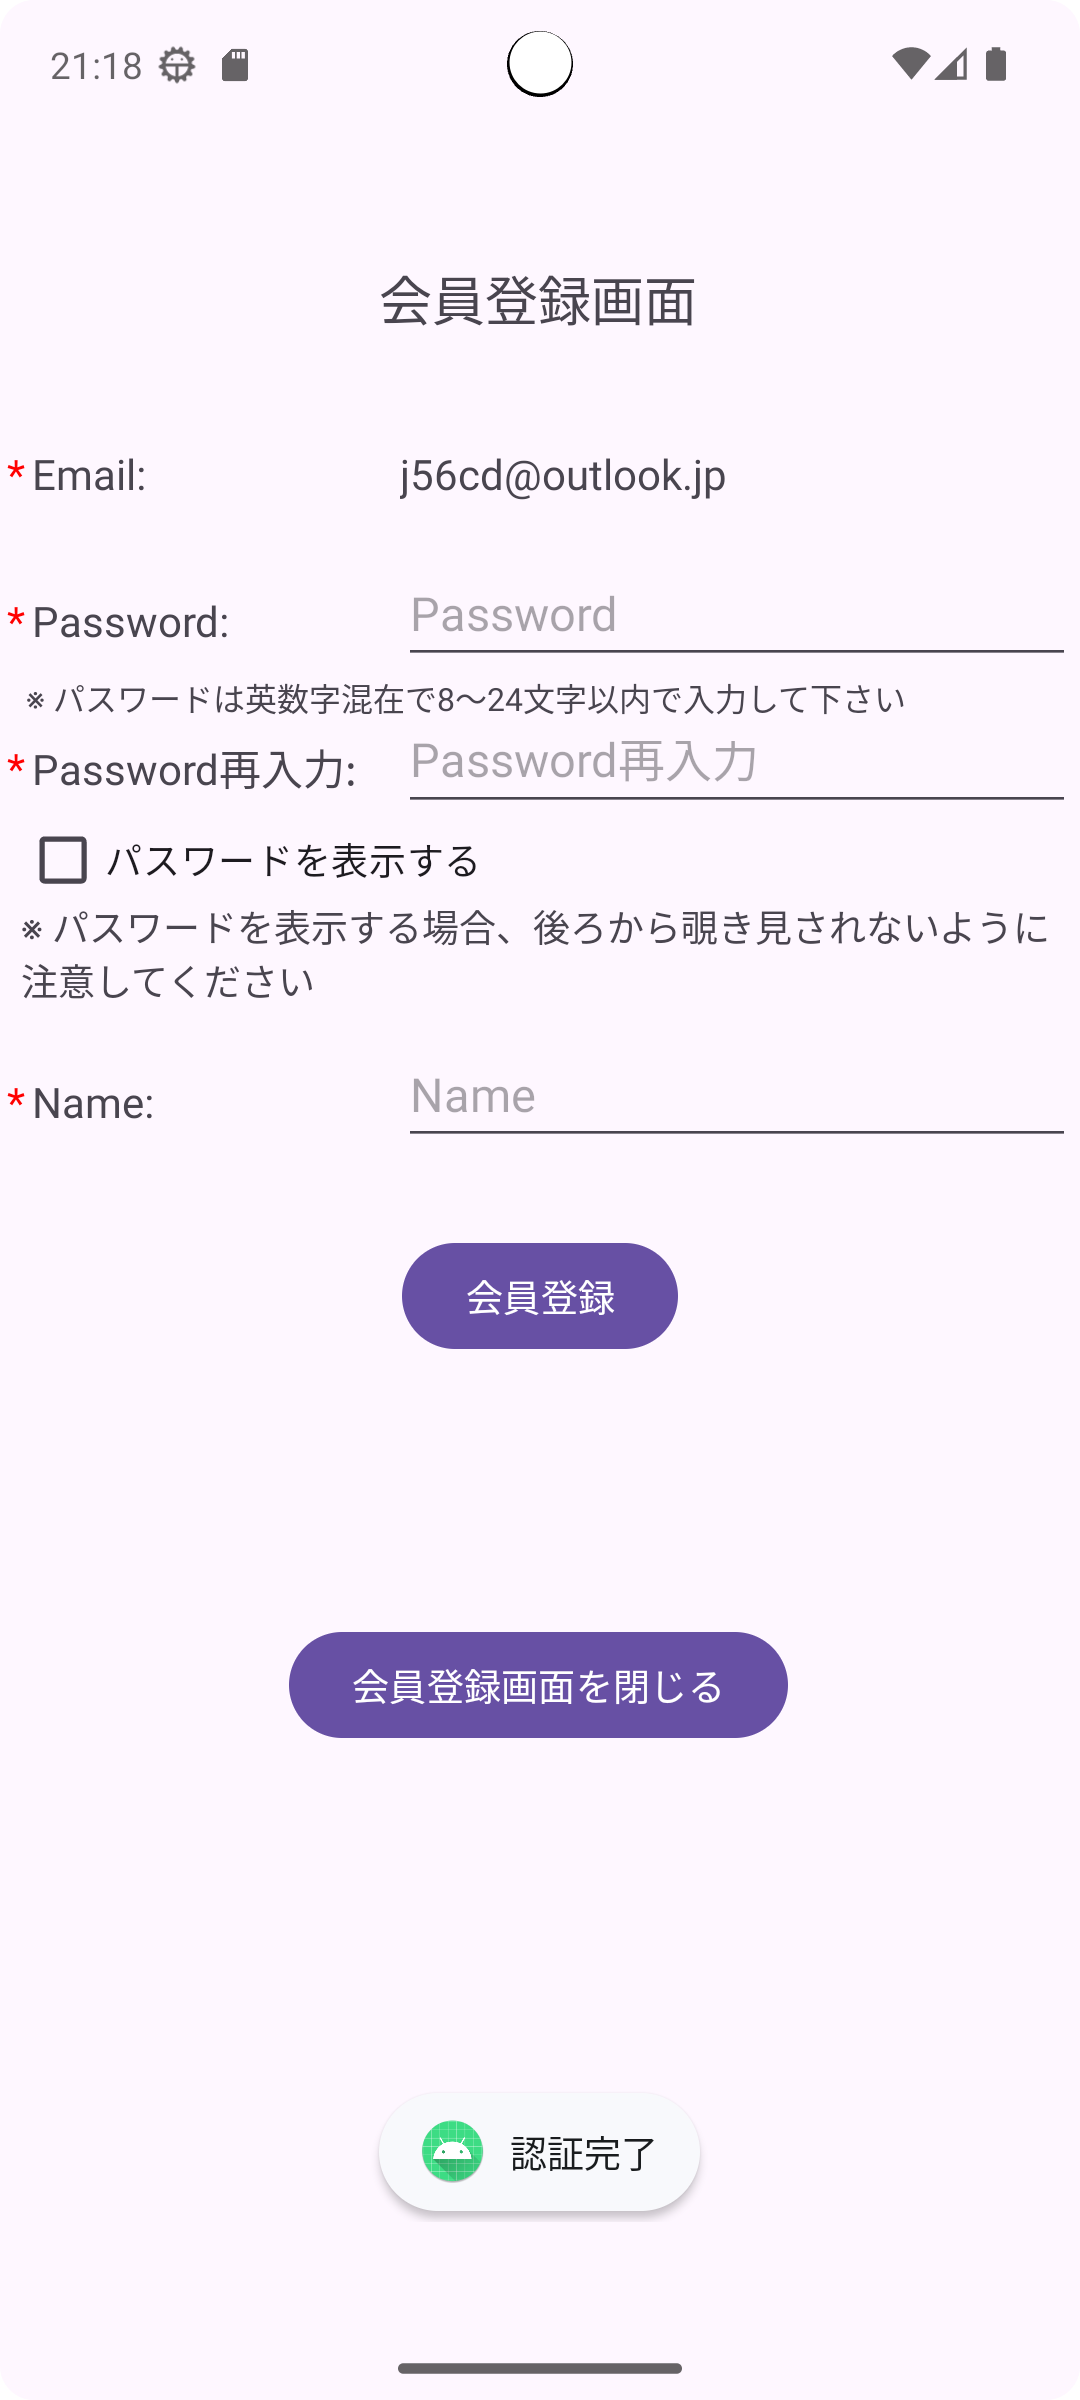 21:18
会員登録画面
* Email: j56cd@outlook.jp
* Password: Password
※ パスワードは英数字混在で8〜24文字以内で入力して下さい
* Password再入力: Password再入力
パスワードを表示する
※ パスワードを表示する場合、後ろから覗き見されないように
注意してください
* Name: Name
会員登録
会員登録画面を閉じる
認証完了